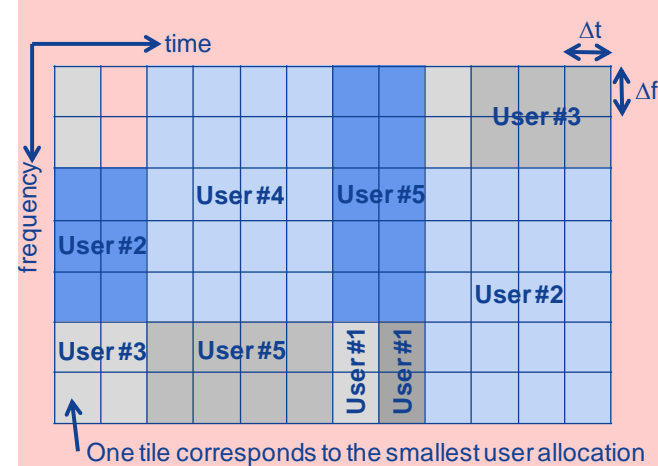 time
Δt
Δf
frequency
User #3
User #4
User #5
User #2
User #2
User #3
User #5
User #1
User #1
One tile corresponds to the smallest user allocation